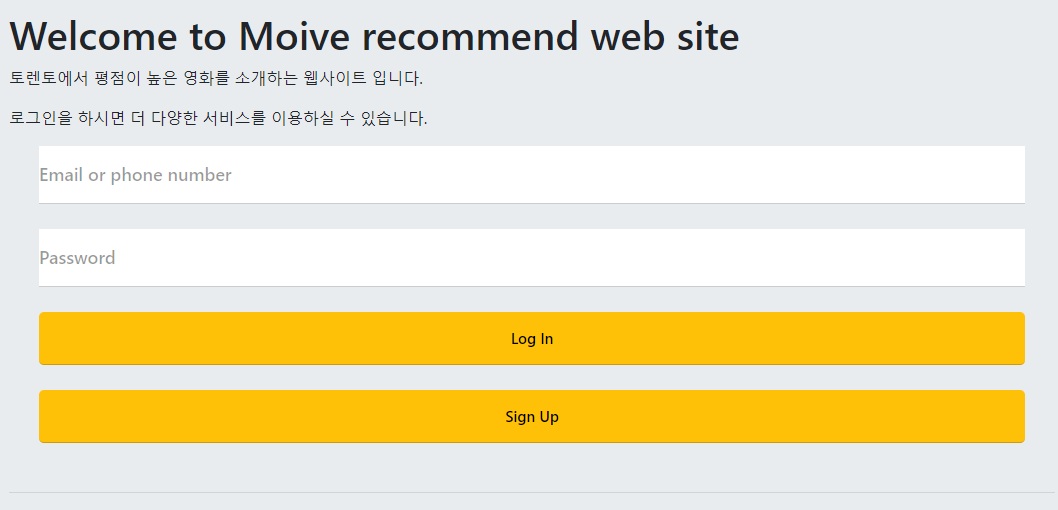 Welcome to Moive recommend web site
토렌토에서 평점이 높은 영화를 소개하는 웹사이트 입니다.
로그인을 하시면 더 다양한 서비스를 이용하실 수 있습니다.
Email or phone number
Password
Log In
Sign Up